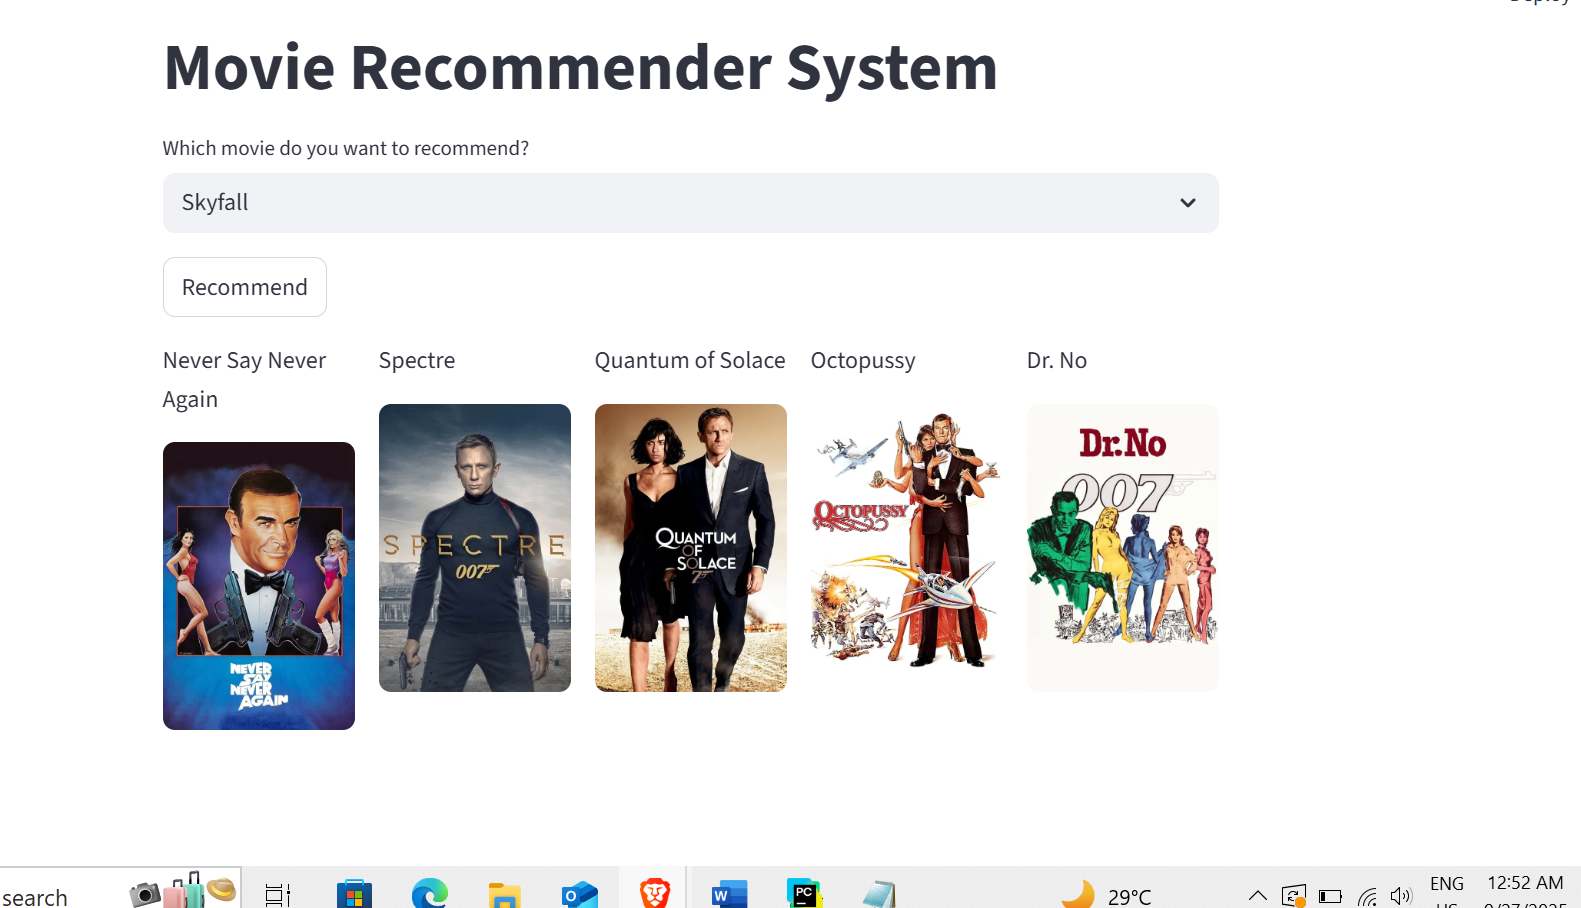 Movie Recommender System
Which movie do you want to recommend?
Skyfall
Recommend
Never Say Never
Again
Spectre
Quantum of Solace
Octopussy
Dr. No
NEVER
SAY
NEVER
AGAIN
SPECTRE
007
QUANTUM
OF
SOLACE
7
OCTOPUSSY
Dr.No
007
search
PC
W
O
29°C
ENG
12:52 AM